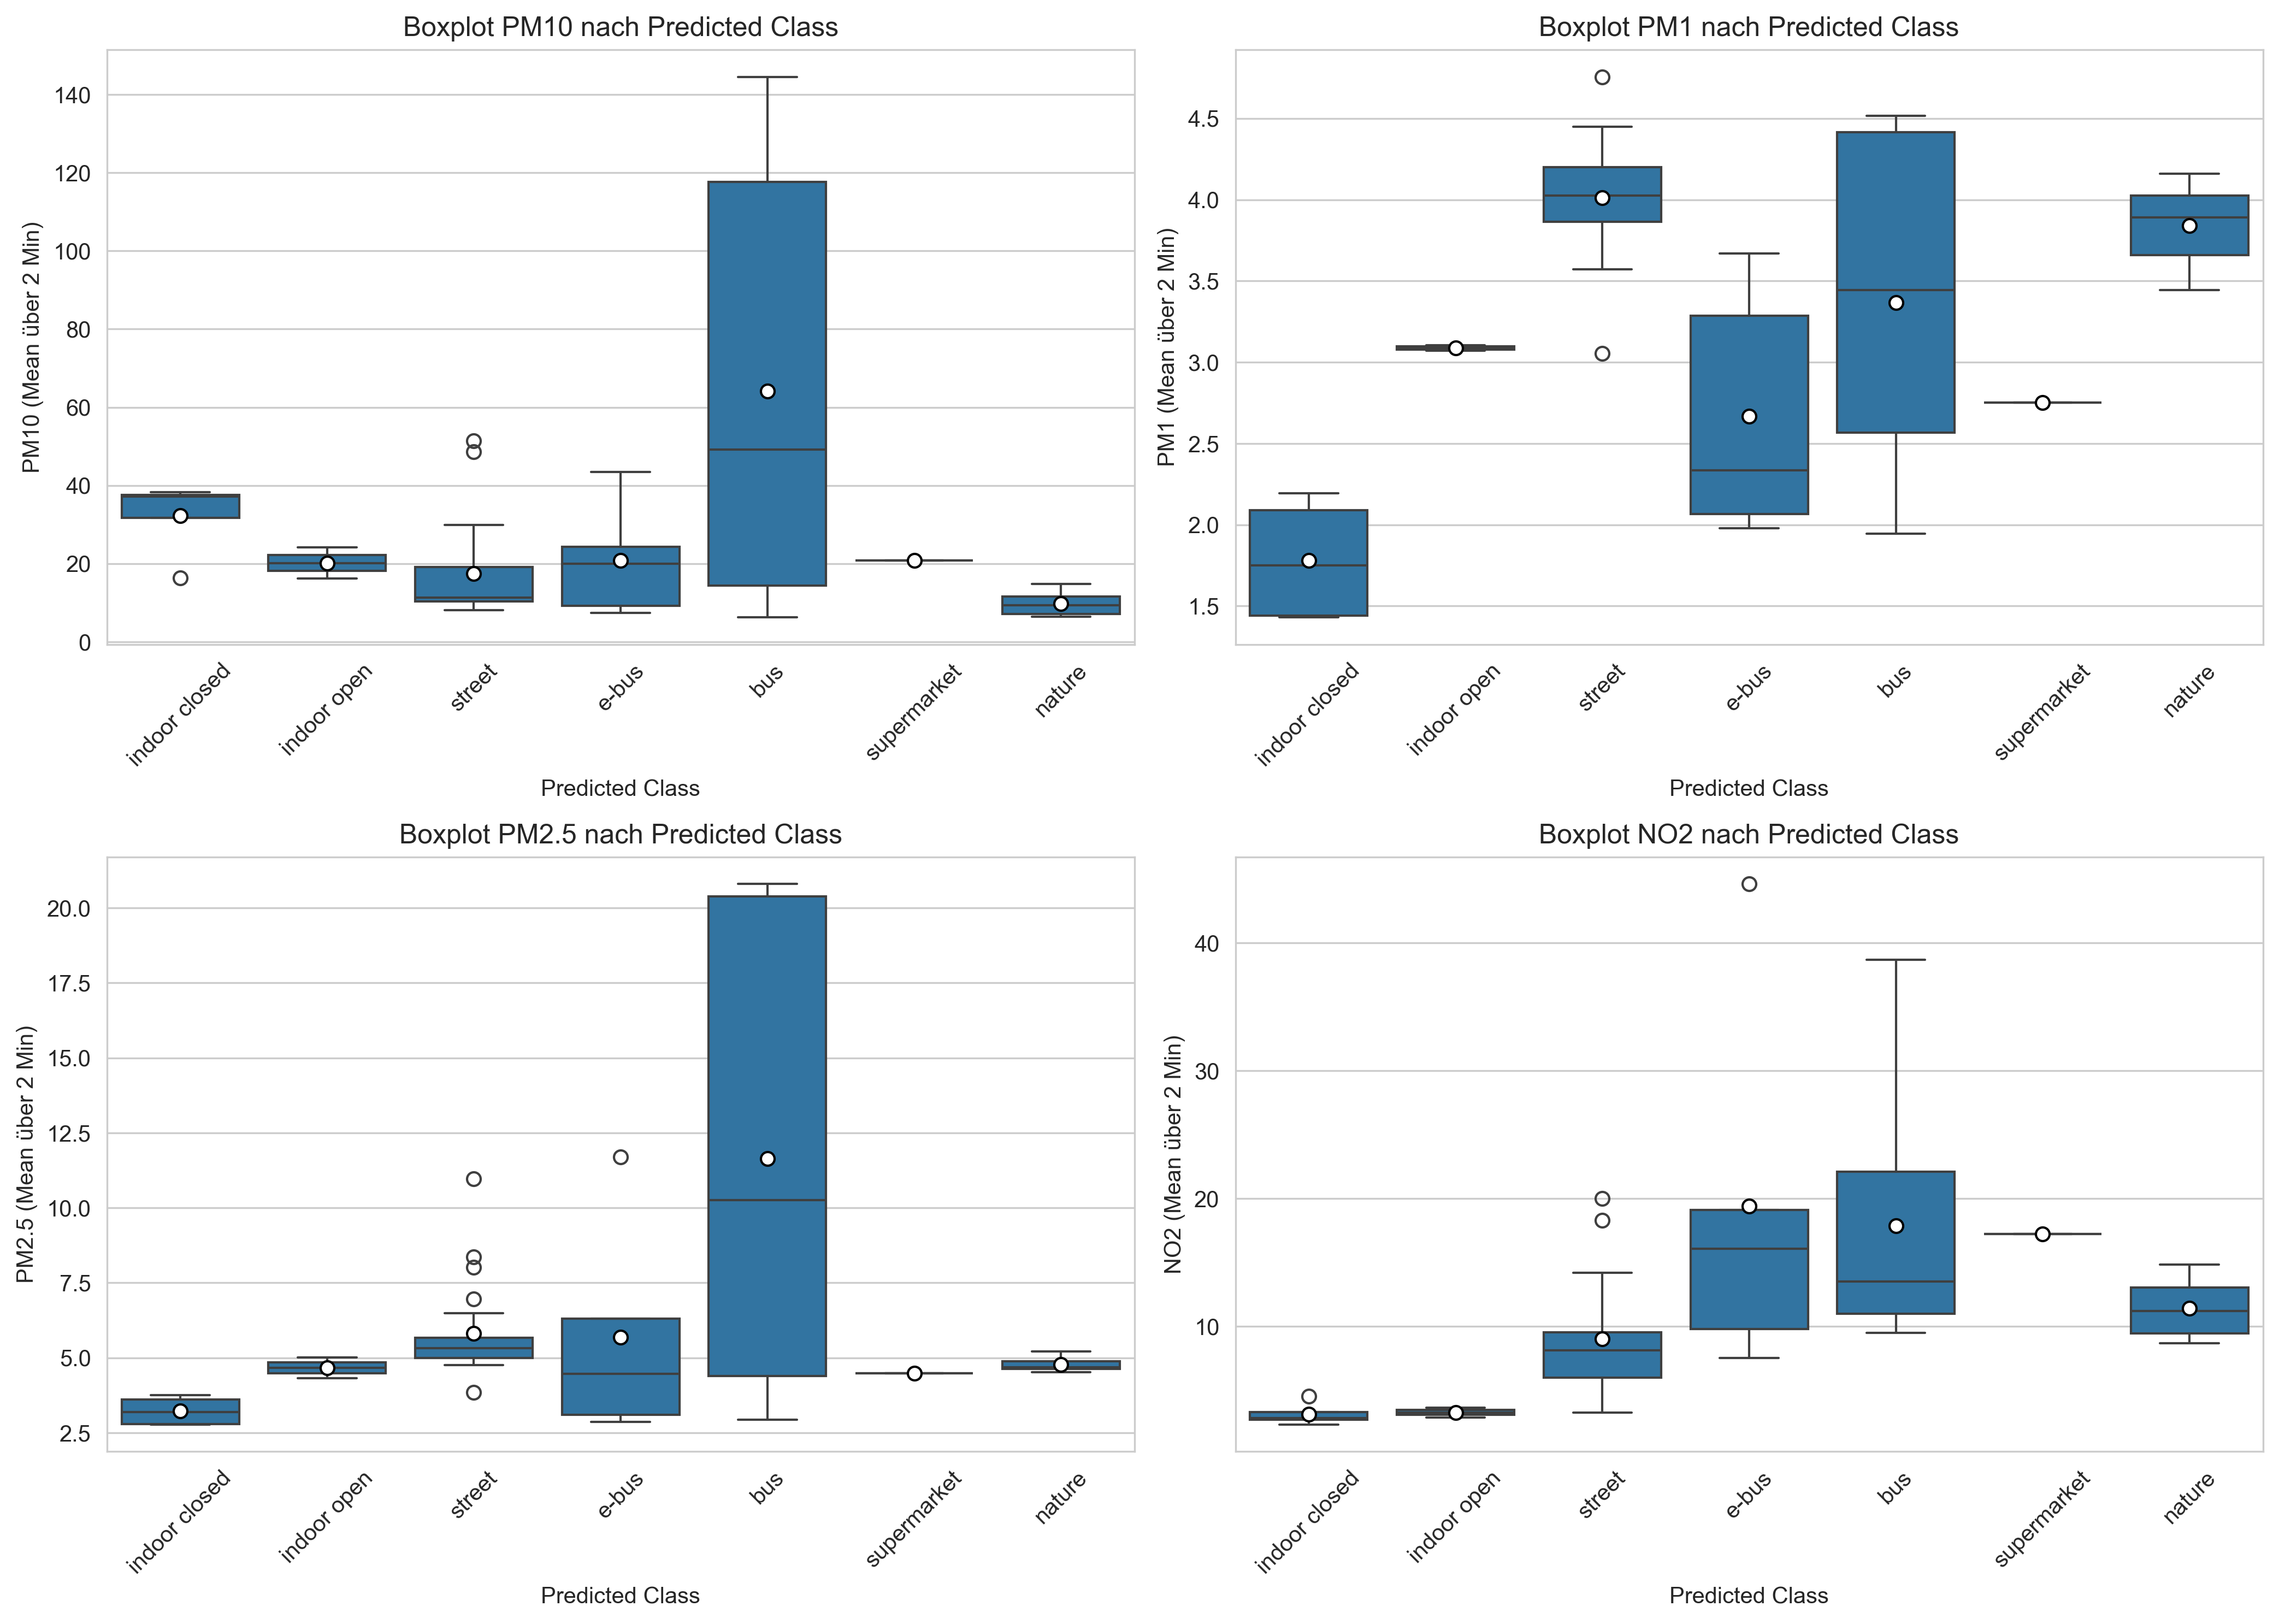 Boxplot PM10 nach Predicted Class
PM10 (Mean über 2 Min)
140
120
100
80
60
40
20
0
indoor closed
indoor open
street
e-bus
bus
supermarket
nature
Predicted Class
Boxplot PM1 nach Predicted Class
PM1 (Mean über 2 Min)
4.5
4.0
3.5
3.0
2.5
2.0
1.5
indoor closed
indoor open
street
e-bus
bus
supermarket
nature
Predicted Class
Boxplot PM2.5 nach Predicted Class
PM2.5 (Mean über 2 Min)
20.0
17.5
15.0
12.5
10.0
7.5
5.0
2.5
indoor closed
indoor open
street
e-bus
bus
supermarket
nature
Predicted Class
Boxplot NO2 nach Predicted Class
NO2 (Mean über 2 Min)
40
30
20
10
indoor closed
indoor open
street
e-bus
bus
supermarket
nature
Predicted Class